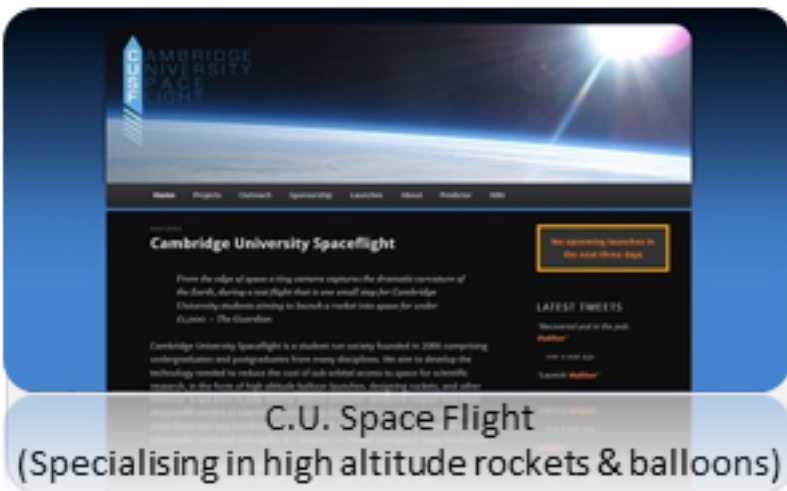 CAMBRIDGE
UNIVERSITY
SPACE
FLIGHT
Home Projects Outreach Sponsorship Launches About Predictor Wiki
Cambridge University Spaceflight
No upcoming launches in
the next three days
From the edge of space a tiny camera captures the dramatic curvature of
the Earth, during a test flight that is one small step for Cambridge
University students aiming to launch a rocket into space for under
£1,000. – The Guardian
LATEST TWEETS
"Recovered and in the pub.
Cambridge University Spaceflight is a student run society founded in 2006 comprising
undergraduates and postgraduates from many disciplines. We aim to develop the
technology needed to reduce the cost of sub-orbital access to space for scientific
research, in the form of high altitude balloon launches, designing rockets, and other
over a year ago
"Launch
C.U. Space Flight
(Specialising in high altitude rockets & balloons)